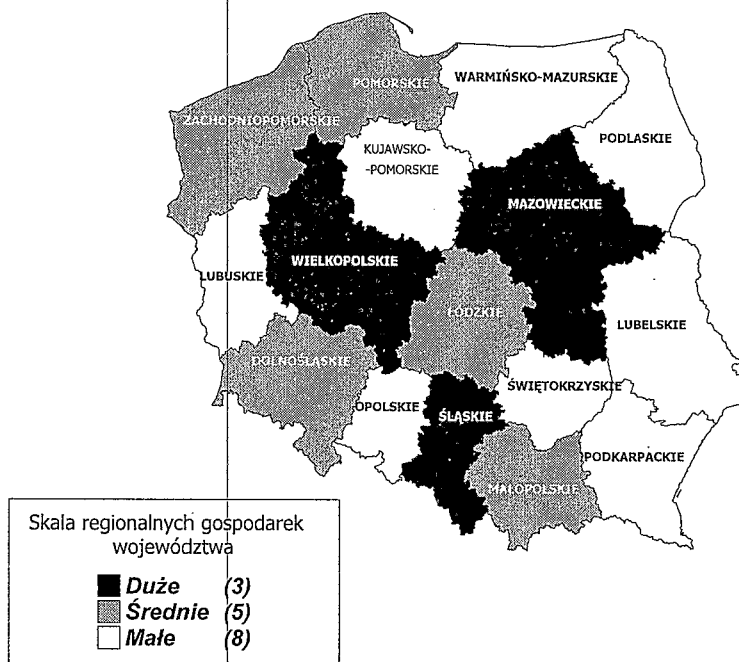 POMORSKIE
WARMIŃSKO-MAZURSKIE
ZACHODNIOPOMORSKIE
PODLASKIE
KUJAWSKO-
-POMORSKIE
MAZOWIECKIE
WIELKOPOLSKIE
LUBUSKIE
ŁÓDZKIE
LUBELSKIE
DOLNOŚLĄSKIE
ŚWIĘTOKRZYSKIE
OPOLSKIE
ŚLĄSKIE
PODKARPACKIE
MAŁOPOLSKIE
Skala regionalnych gospodarek
województwa
Duże (3)
Średnie (5)
Małe (8)